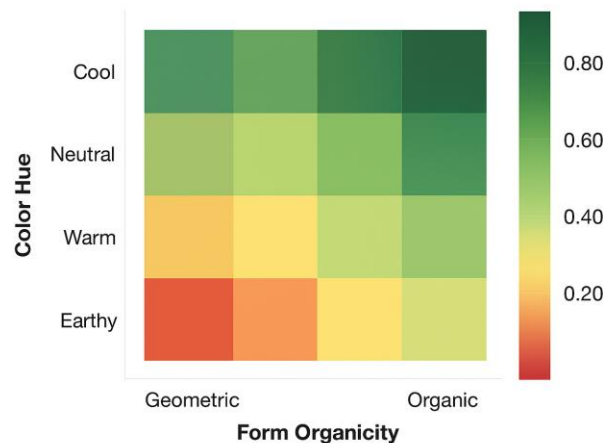 Color Hue
Cool
Neutral
Warm
Earthy
0.80
0.60
0.40
0.20
Geometric Organic
Form Organicity